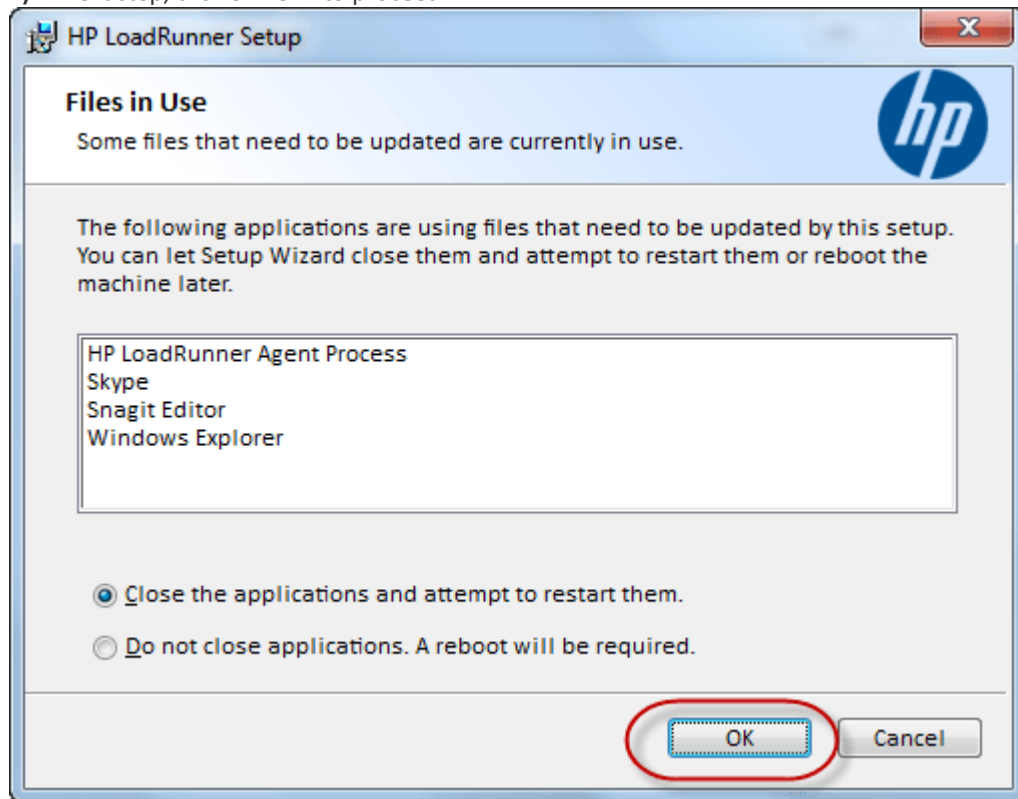 HP LoadRunner Setup
hp
Files in Use
Some files that need to be updated are currently in use.
The following applications are using files that need to be updated by this setup.
You can let Setup Wizard close them and attempt to restart them or reboot the
machine later.
HP LoadRunner Agent Process
Skype
Snagit Editor
Windows Explorer
Close the applications and attempt to restart them.
Do not close applications. A reboot will be required.
OK
Cancel